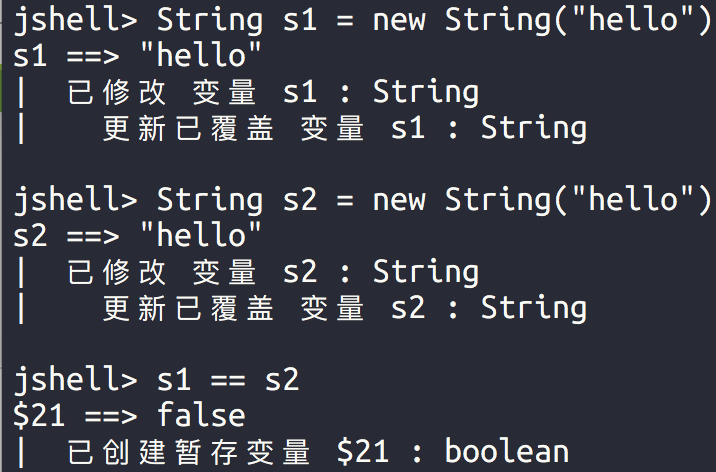 jshell> String s1 = new String("hello")
s1 ==> "hello"
|  已修改 变量 s1 : String
|    更新已覆盖 变量 s1 : String
jshell> String s2 = new String("hello")
s2 ==> "hello"
|  已修改 变量 s2 : String
|    更新已覆盖 变量 s2 : String
jshell> s1 == s2
$21 ==> false
|  已创建暂存变量 $21 : boolean